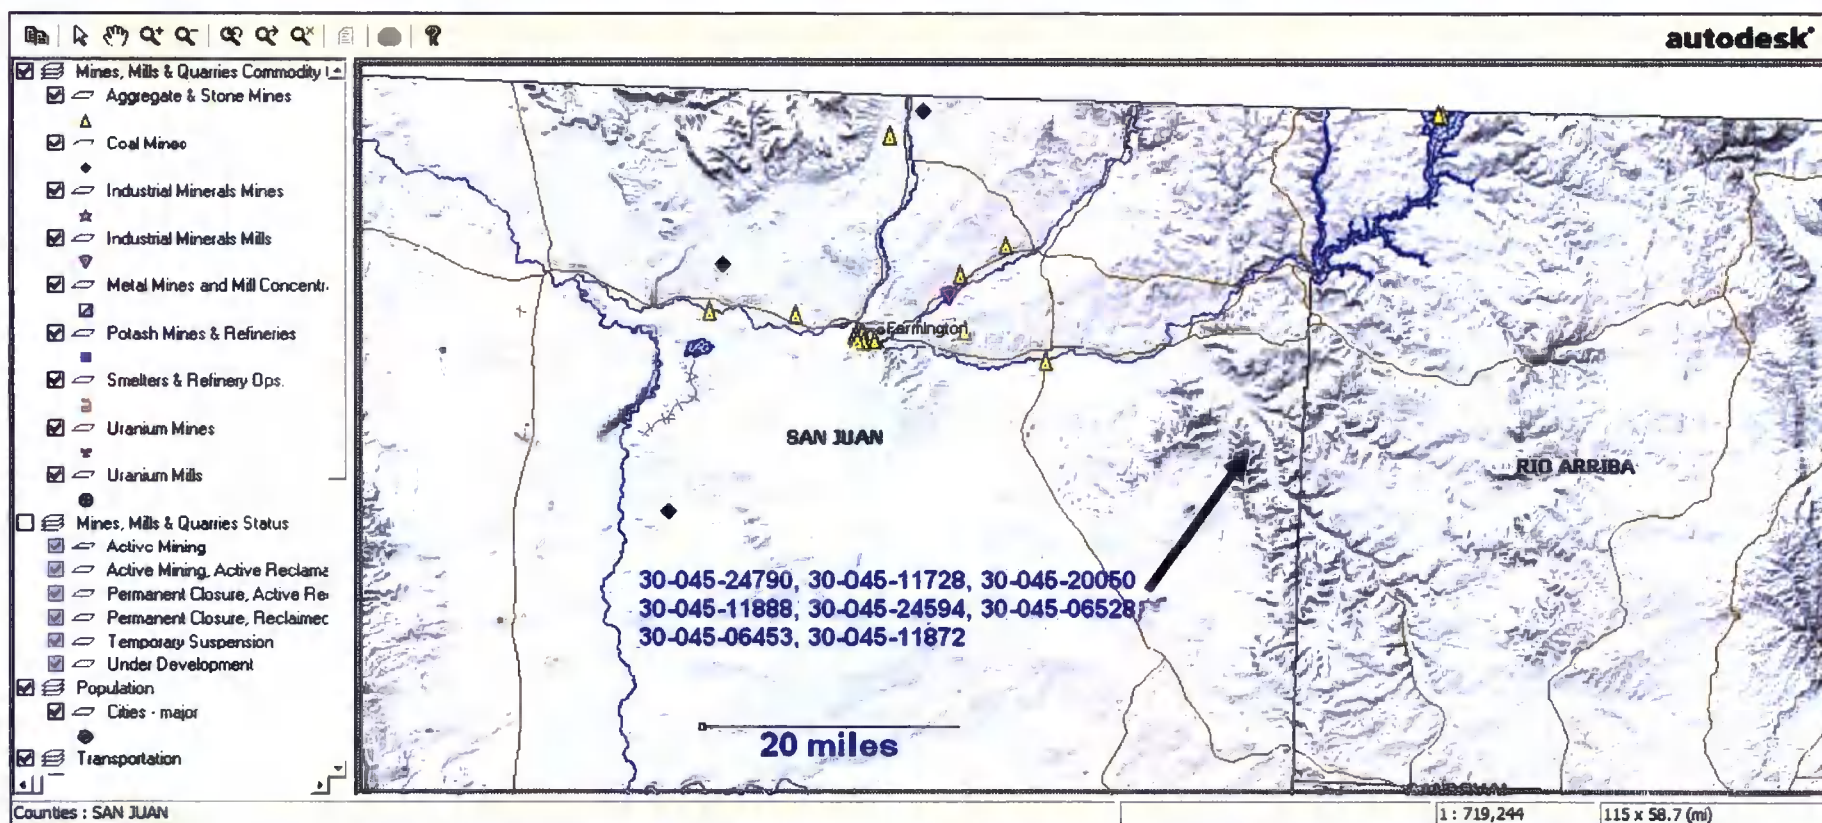 autodesk®
Mines, Mills & Quarries Commodity
Aggregate & Stone Mines
Coal Mines
Industrial Minerals Mines
Industrial Minerals Mills
Metal Mines and Mill Concentr
Potash Mines & Refineries
Smelters & Refinery Ops.
Uranium Mines
Uranium Mills
Mines, Mills & Quarries Status
Active Mining
Active Mining, Active Reclama
Permanent Closure, Active Re
Permanent Closure, Reclaimed
Temporary Suspension
Under Development
Population
Cities - major
Transportation
Farmington
SAN JUAN
RIO ARRIBA
30-045-24790, 30-045-11728, 30-045-20050
30-045-11888, 30-045-24594, 30-045-06528,
30-045-06453, 30-045-11872
20 miles
Counties : SAN JUAN
1 : 719,244
115 x 58.7 (mi)